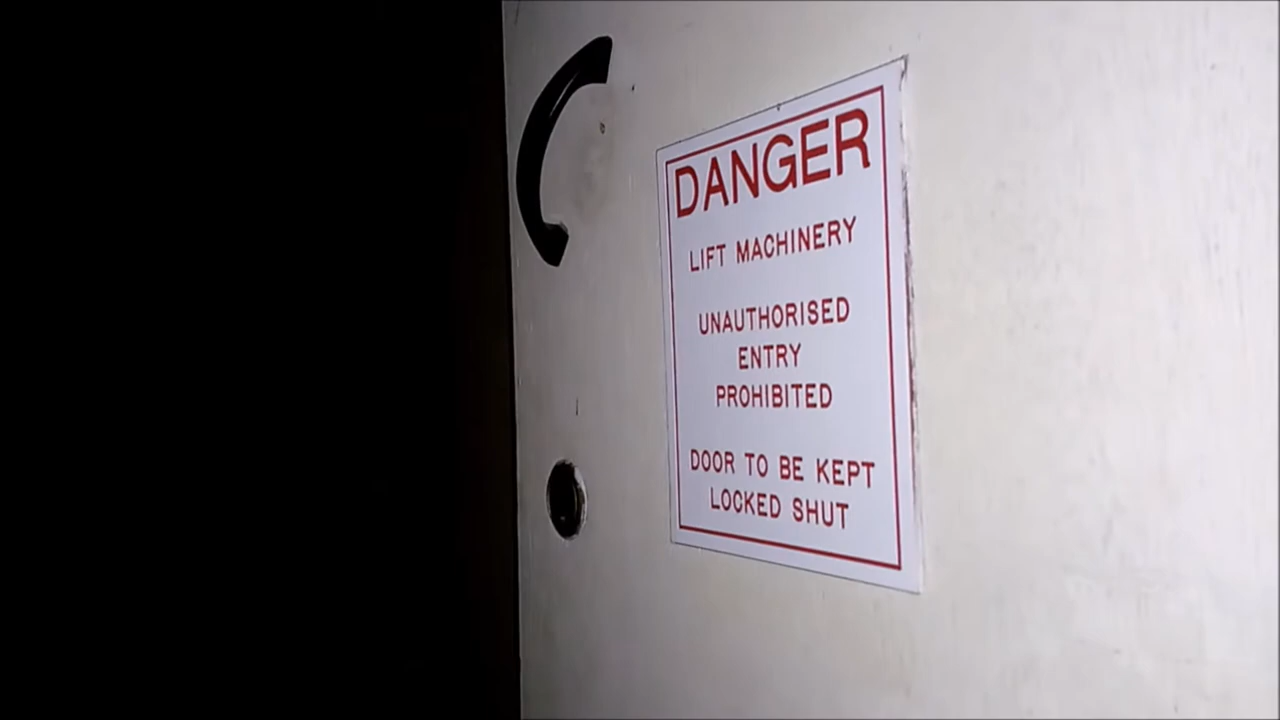 DANGER
LIFT MACHINERY
UNAUTHORISED
ENTRY
PROHIBITED
DOOR TO BE KEPT
LOCKED SHUT